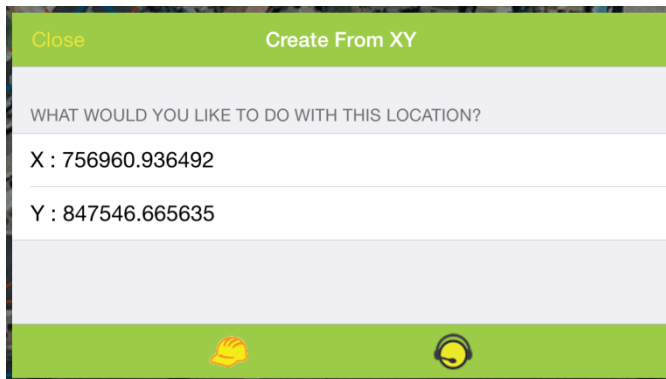 Close
Create From XY
WHAT WOULD YOU LIKE TO DO WITH THIS LOCATION?
X : 756960.936492
Y : 847546.665635